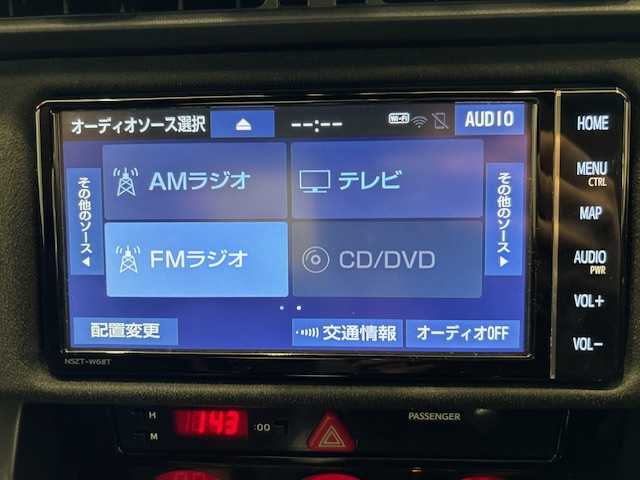 オーディオソース選択
--:--
Wi-Fi
AUDIO
その他のソース
AMラジオ
テレビ
その他のソース
FMラジオ
CD/DVD
配置変更
交通情報
オーディオOFF
HOME
MENU
CTRL
MAP
AUDIO
PWR
VOL+
VOL−
NSZT-W68T
H
M
:00
PASSENGER